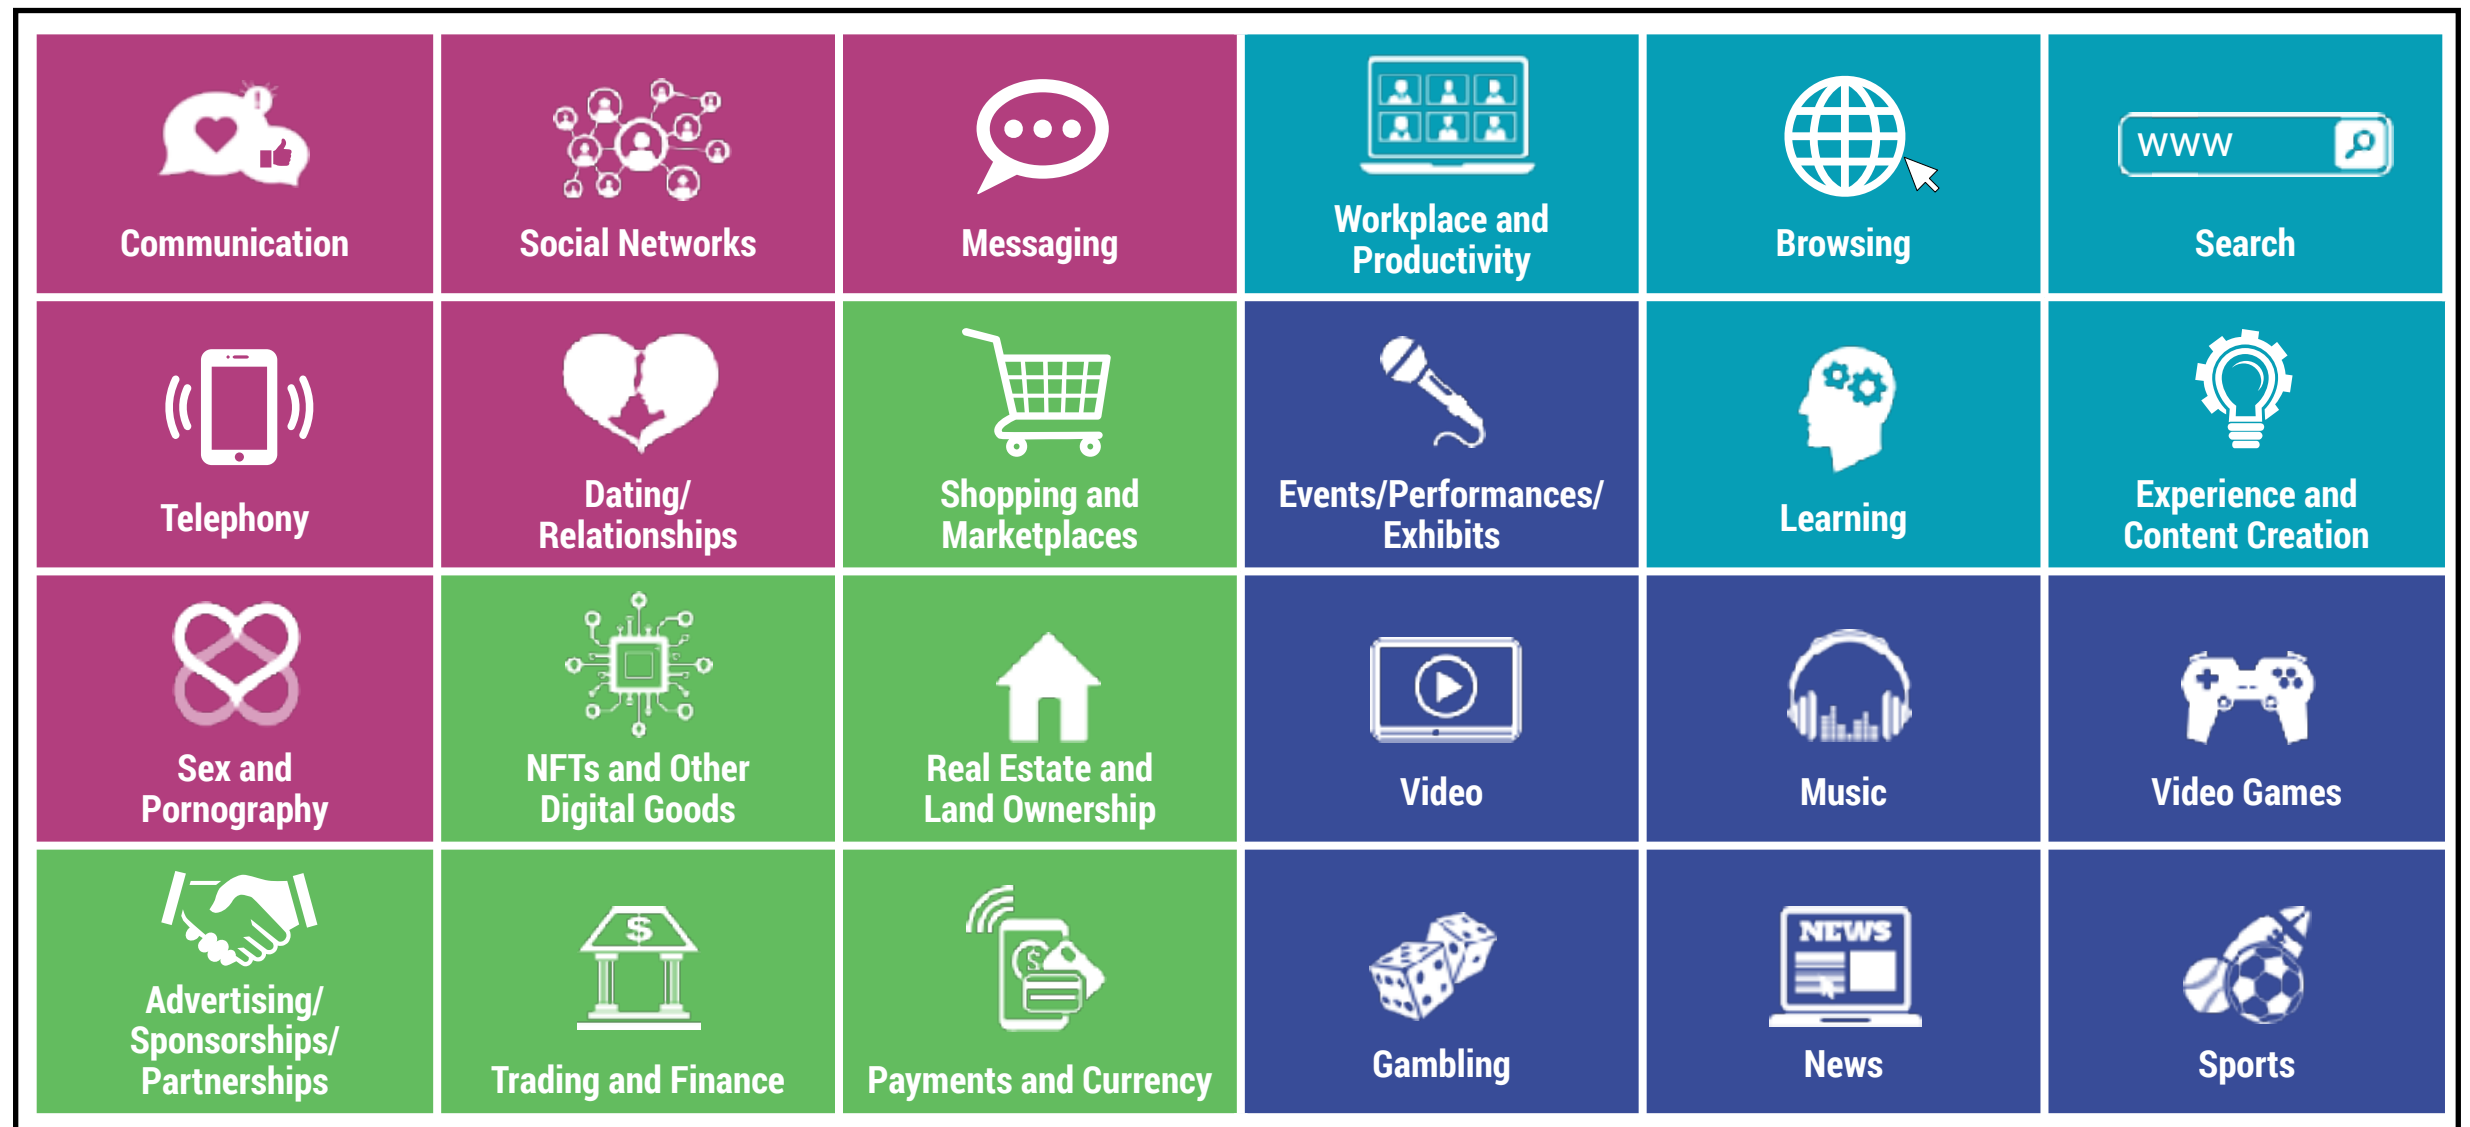 Communication
Social Networks
Messaging
Workplace and
Productivity
Browsing
www
Search
Telephony
Dating/
Relationships
Shopping and
Marketplaces
Events/Performances/
Exhibits
Learning
Experience and
Content Creation
Sex and
Pornography
NFTs and Other
Digital Goods
Real Estate and
Land Ownership
Video
Music
Video Games
Advertising/
Sponsorships/
Partnerships
$
Trading and Finance
$
Payments and Currency
Gambling
NEWS
News
Sports